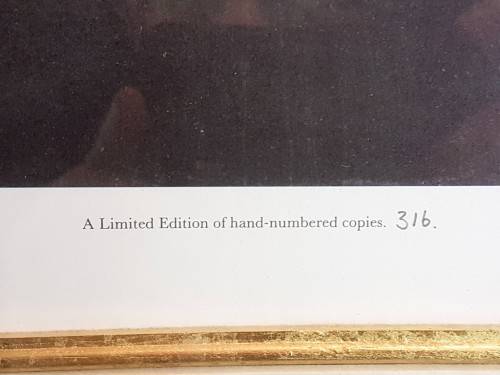 A Limited Edition of hand-numbered copies. 316.